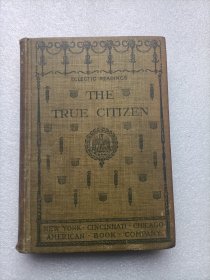 ECLECTIC READINGS
THE
TRUE CITIZEN
NEW YORK · CINCINNATI · CHICAGO
AMERICAN · BOOK · COMPANY